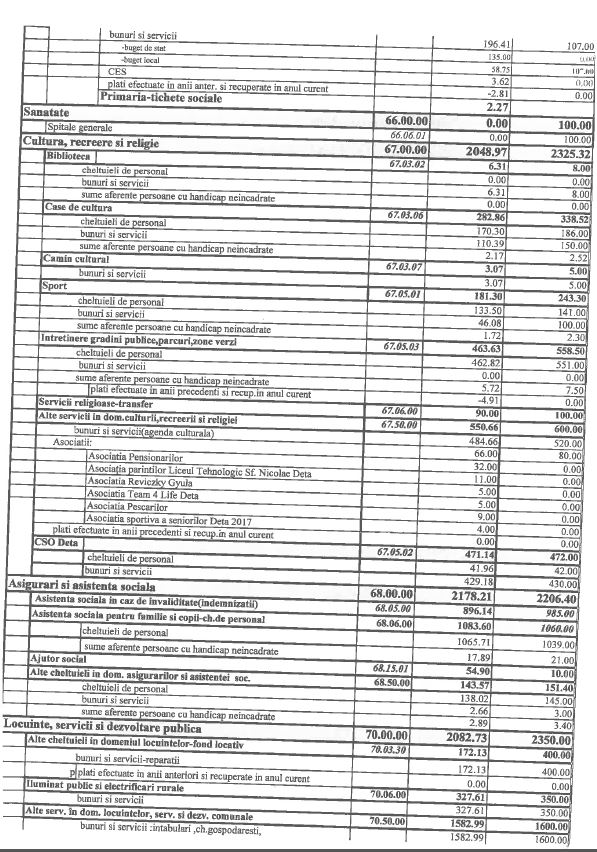 bunuri si servicii 196.41 107.00
-buget de stat 135.00 0.00
-buget local 58.75 107.00
CES 3.62 0.00
plati efectuate in anii anter. si recuperate in anul curent -2.81 0.00
Primaria-tichete sociale 2.27
Sanatate 66.00.00 0.00 100.00
Spitale generale 66.06.01 0.00 100.00
Cultura, recreere si religie 67.00.00 2048.97 2325.32
Biblioteca 67.03.02 6.31 8.00
cheltuieli de personal 0.00 0.00
bunuri si servicii 6.31 8.00
sume aferente persoane cu handicap neincadrate 0.00 0.00
Case de cultura 67.03.06 282.86 338.52
cheltuieli de personal 170.30 186.00
bunuri si servicii 110.39 150.00
sume aferente persoane cu handicap neincadrate 2.17 2.52
Camin cultural 67.03.07 3.07 5.00
bunuri si servicii 3.07 5.00
Sport 67.05.01 181.30 243.30
cheltuieli de personal 133.50 141.00
bunuri si servicii 46.08 100.00
sume aferente persoane cu handicap neincadrate 1.72 2.30
Intretinere gradini publice,parcuri,zone verzi 67.05.03 463.63 558.50
cheltuieli de personal 462.82 551.00
bunuri si servicii 0.00 0.00
sume aferente persoane cu handicap neincadrate 5.72 7.50
plati efectuate in anii precedenti si recup.in anul curent -4.91 0.00
Servicii religioase-transfer 67.06.00 90.00 100.00
Alte servicii in dom.culturii,recreerii si religiei 67.50.00 550.66 600.00
bunuri si servicii(agenda culturala) 484.66 520.00
Asociatii: 66.00 80.00
Asociatia Pensionarilor 32.00 0.00
Asociaţia parintilor Liceul Tehnologic Sf. Nicolae Deta 11.00 0.00
Asociatia Reviczky Gyula 5.00 0.00
Asociatia Team 4 Life Deta 5.00 0.00
Asociatia Pescarilor 9.00 0.00
Asociatia sportiva a seniorilor Deta 2017 4.00 0.00
plati efectuate in anii precedenti si recup.in anul curent 0.00 0.00
CSO Deta 67.05.02 471.14 472.00
cheltuieli de personal 41.96 42.00
bunuri si servicii 429.18 430.00
Asigurari si asistenta sociala 68.00.00 2178.21 2206.40
Asistenta sociala in caz de invaliditate(indemnizatii) 68.05.00 896.14 985.00
Asistenta sociala pentru familie si copii-ch.de personal 68.06.00 1083.60 1060.00
cheltuieli de personal 1065.71 1039.00
sume aferente persoane cu handicap neincadrate 17.89 21.00
Ajutor social 68.15.01 54.90 10.00
Alte cheltuieli in dom. asigurarilor si asistentei soc. 68.50.00 143.57 151.40
cheltuieli de personal 138.02 145.00
bunuri si servicii 2.66 3.00
sume aferente persoane cu handicap neincadrate 2.89 3.40
Locuinte, servicii si dezvoltare publica 70.00.00 2082.73 2350.00
Alte cheltuieli in domeniul locuintelor-fond locativ 70.03.30 172.13 400.00
bunuri si servicii-reparatii 172.13 400.00
p plati efectuate in anii anteriori si recuperate in anul curent 0.00 0.00
Iluminat public si electrificari rurale 70.06.00 327.61 350.00
bunuri si servicii 327.61 350.00
Alte serv. in dom. locuintelor, serv. si dezv. comunale 70.50.00 1582.99 1600.00
bunuri si servicii :intabulari ,ch.gospodaresti, 1582.99 1600.00